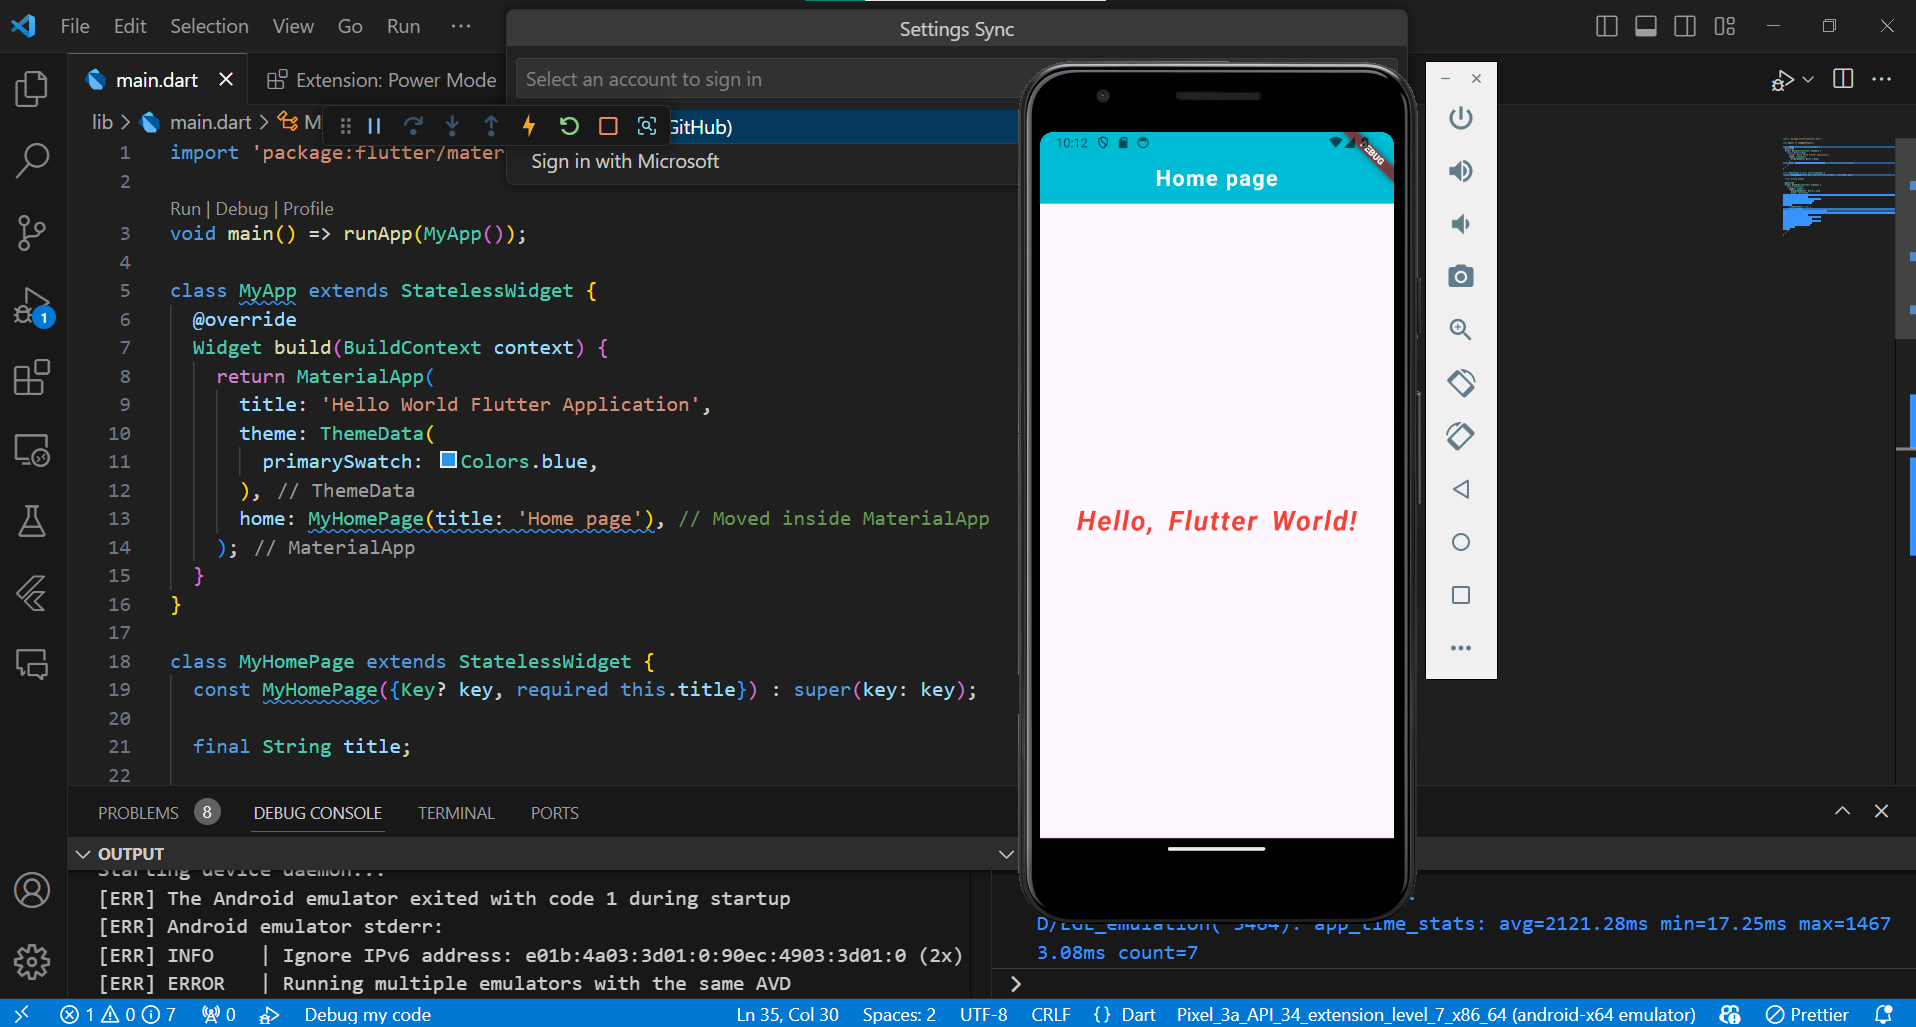 File Edit Selection View Go Run ···
Settings Sync
Select an account to sign in
GitHub)
Sign in with Microsoft
main.dart
Extension: Power Mode
lib > main.dart > M
1 import 'package:flutter/mater
2
Run | Debug | Profile
3 void main() => runApp(MyApp());
4
5 class MyApp extends StatelessWidget {
6 @override
7 Widget build(BuildContext context) {
8 return MaterialApp(
9 title: 'Hello World Flutter Application',
10 theme: ThemeData(
11 primarySwatch: Colors.blue,
12 ), // ThemeData
13 home: MyHomePage(title: 'Home page'), // Moved inside MaterialApp
14 ); // MaterialApp
15 }
16 }
17
18 class MyHomePage extends StatelessWidget {
19 const MyHomePage({Key? key, required this.title}) : super(key: key);
20
21 final String title;
22
10:12
DEBUG
Home page
Hello, Flutter World!
1
PROBLEMS 8 DEBUG CONSOLE TERMINAL PORTS
OUTPUT
Starting device daemon...
[ERR] The Android emulator exited with code 1 during startup
[ERR] Android emulator stderr:
[ERR] INFO | Ignore IPv6 address: e01b:4a03:3d01:0:90ec:4903:3d01:0 (2x)
[ERR] ERROR | Running multiple emulators with the same AVD
D/EGL_emulation( 5484): app_time_stats: avg=2121.28ms min=17.25ms max=1467
3.08ms count=7
>
1 0 7 0 Debug my code Ln 35, Col 30 Spaces: 2 UTF-8 CRLF {} Dart Pixel_3a_API_34_extension_level_7_x86_64 (android-x64 emulator) Prettier